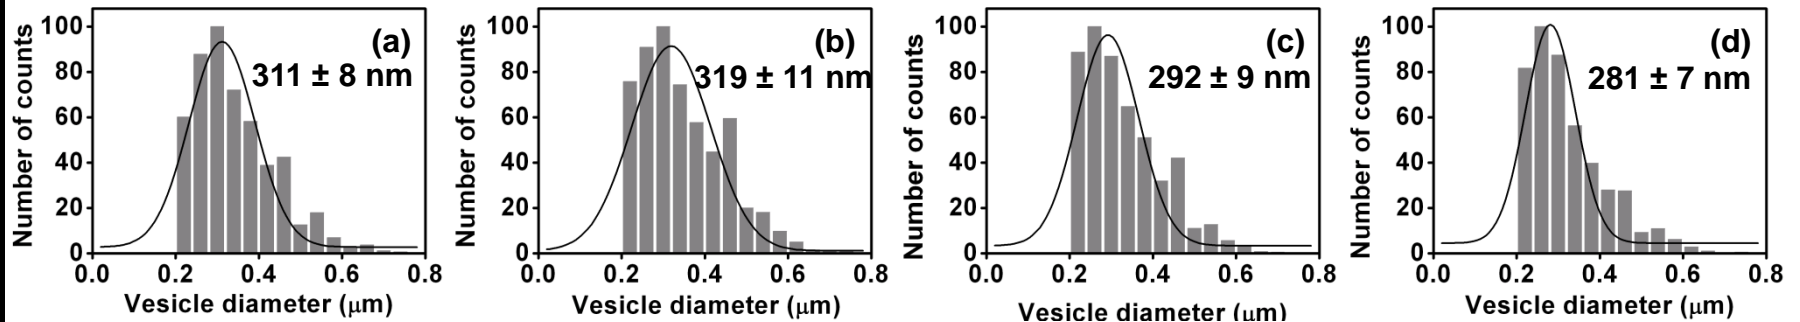 Number of counts
100
80
60
40
20
0
(a)
311 ± 8 nm
0.0 0.2 0.4 0.6 0.8
Vesicle diameter (μm)
Number of counts
100
80
60
40
20
0
(b)
319 ± 11 nm
0.0 0.2 0.4 0.6 0.8
Vesicle diameter (μm)
Number of counts
100
80
60
40
20
0
(c)
292 ± 9 nm
0.0 0.2 0.4 0.6 0.8
Vesicle diameter (μm)
Number of counts
100
80
60
40
20
0
(d)
281 ± 7 nm
0.0 0.2 0.4 0.6 0.8
Vesicle diameter (μm)